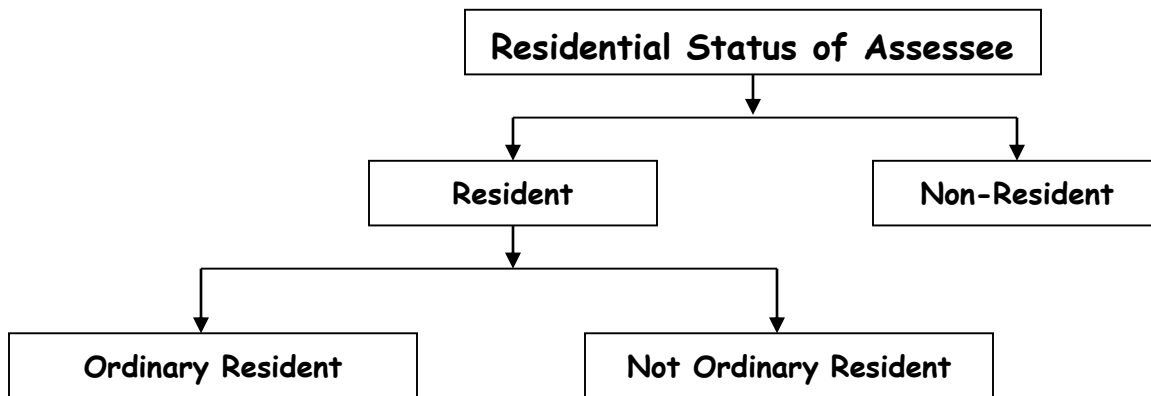 Residential Status of Assessee
Resident
Non-Resident
Ordinary Resident
Not Ordinary Resident